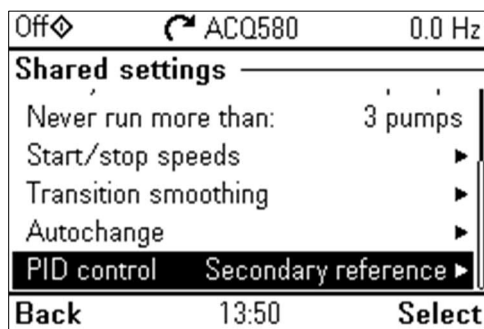 Off ACQ580 0.0 Hz
Shared settings
Never run more than: 3 pumps
Start/stop speeds
Transition smoothing
Autochange
PID control Secondary reference
Back 13:50 Select